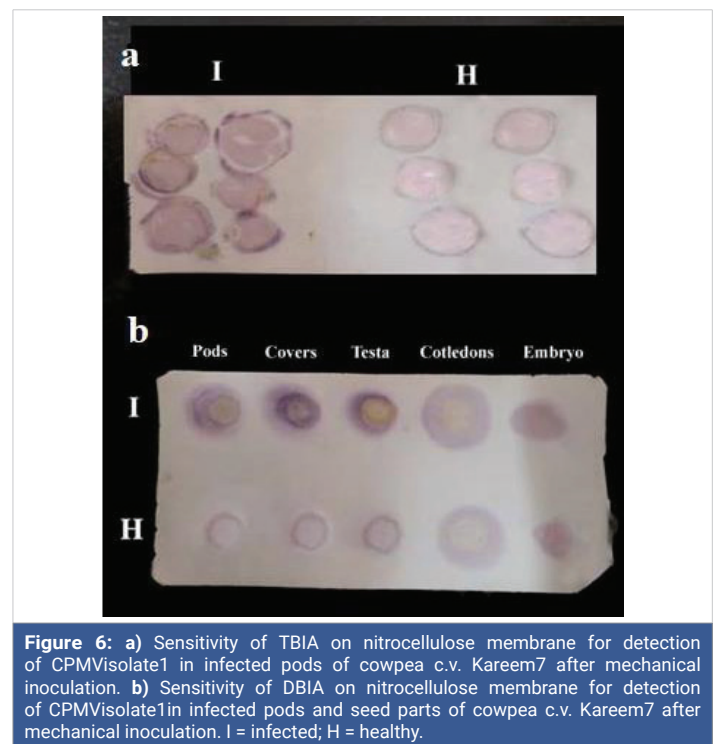 a
I H
b
Pods Covers Testa Cotledons Embryo
I
H
Figure 6: a) Sensitivity of TBIA on nitrocellulose membrane for detection
of CPMVisolate1 in infected pods of cowpea c.v. Kareem7 after mechanical
inoculation. b) Sensitivity of DBIA on nitrocellulose membrane for detection
of CPMVisolate1in infected pods and seed parts of cowpea c.v. Kareem7 after
mechanical inoculation. I = infected; H = healthy.